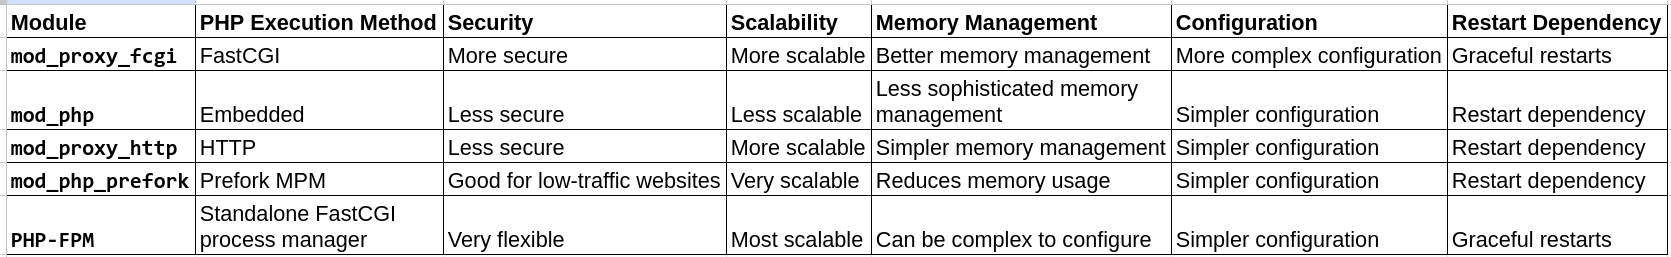 Module PHP Execution Method Security Scalability Memory Management Configuration Restart Dependency
mod_proxy_fcgi FastCGI More secure More scalable Better memory management More complex configuration Graceful restarts
Less sophisticated memory
mod_php Embedded Less secure Less scalable management Simpler configuration Restart dependency
mod_proxy_http HTTP Less secure More scalable Simpler memory management Simpler configuration Restart dependency
mod_php_prefork Prefork MPM Good for low-traffic websites Very scalable Reduces memory usage Simpler configuration Restart dependency
Standalone FastCGI
PHP-FPM process manager Very flexible Most scalable Can be complex to configure Simpler configuration Graceful restarts